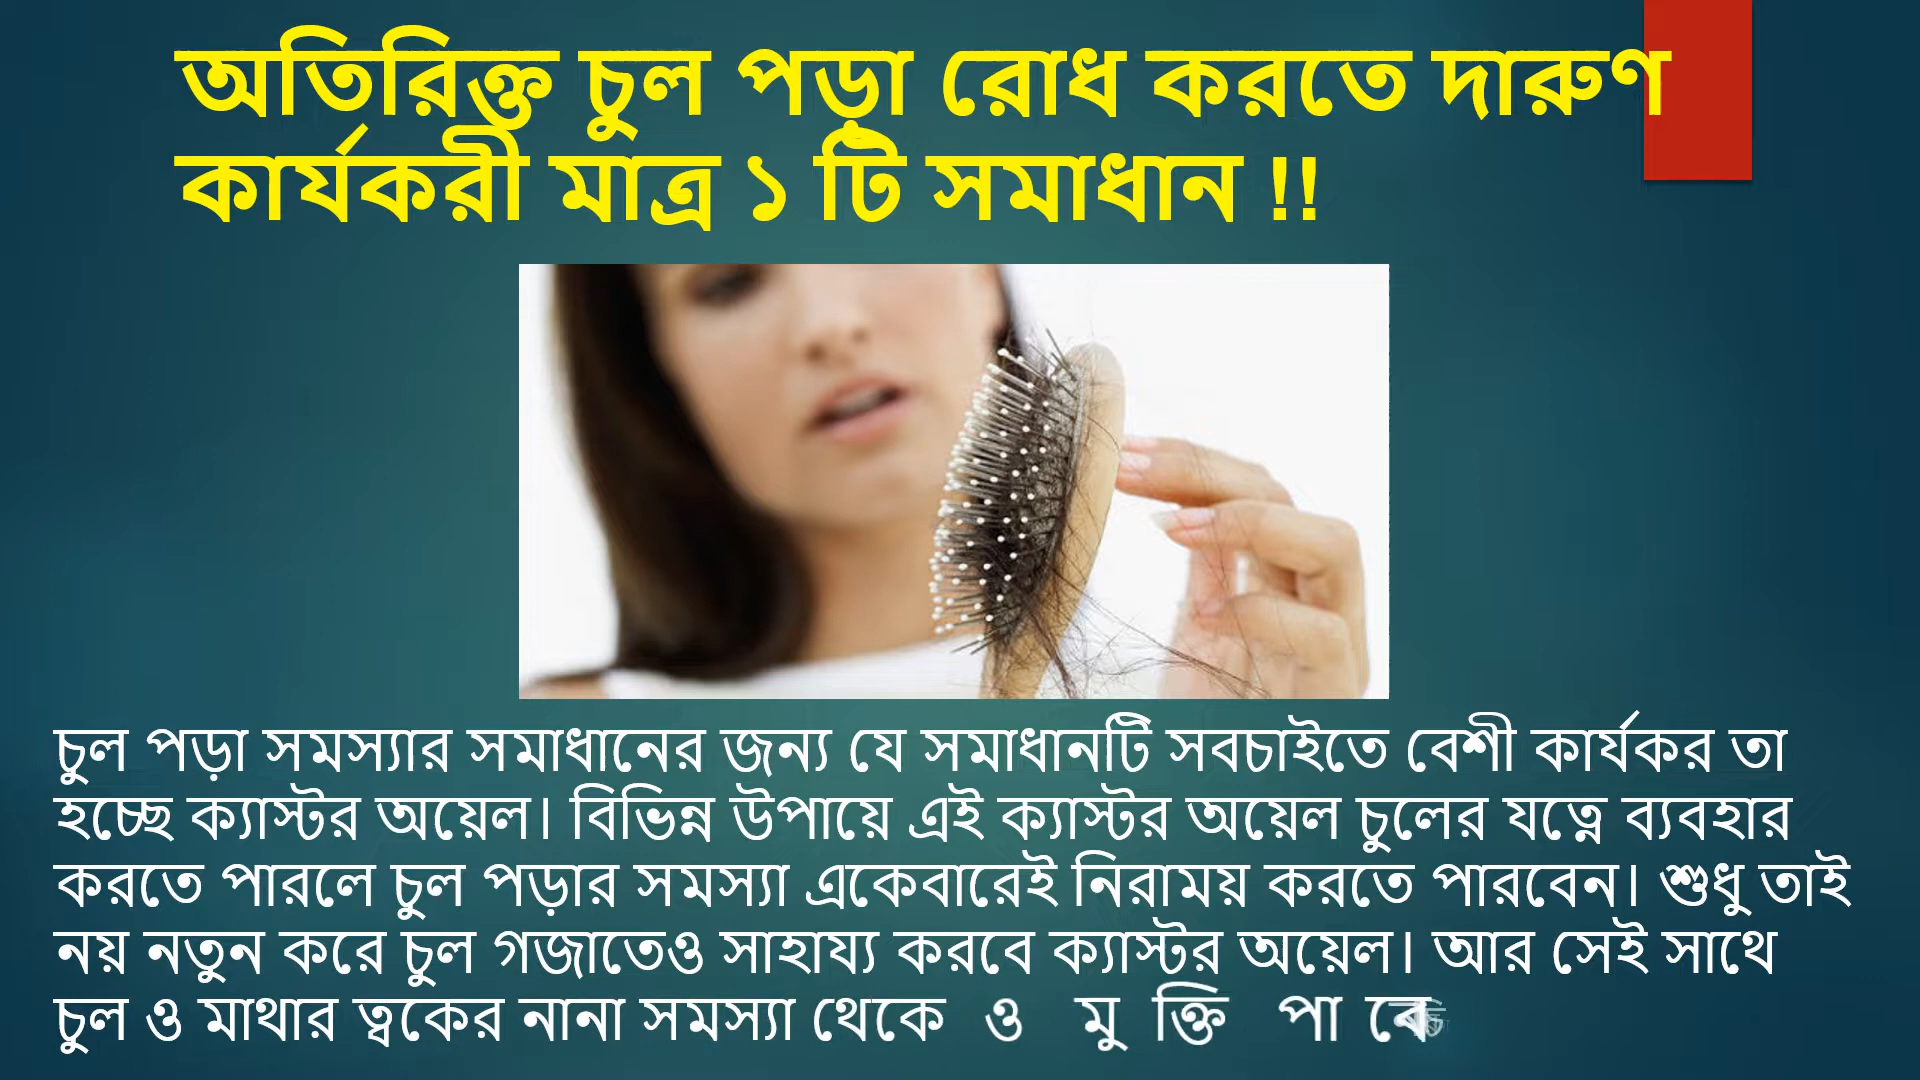 অতিরিক্ত চুল পড়া রোধ করতে দারুণ
কার্যকরী মাত্র ১ টি সমাধান !!
চুল পড়া সমস্যার সমাধানের জন্য যে সমাধানটি সবচাইতে বেশী কার্যকর তা
হচ্ছে ক্যাস্টর অয়েল। বিভিন্ন উপায়ে এই ক্যাস্টর অয়েল চুলের যত্নে ব্যবহার
করতে পারলে চুল পড়ার সমস্যা একেবারেই নিরাময় করতে পারবেন। শুধু তাই
নয় নতুন করে চুল গজাতেও সাহায্য করবে ক্যাস্টর অয়েল। আর সেই সাথে
চুল ও মাথার ত্বকের নানা সমস্যা থেকে ও মুক্তি